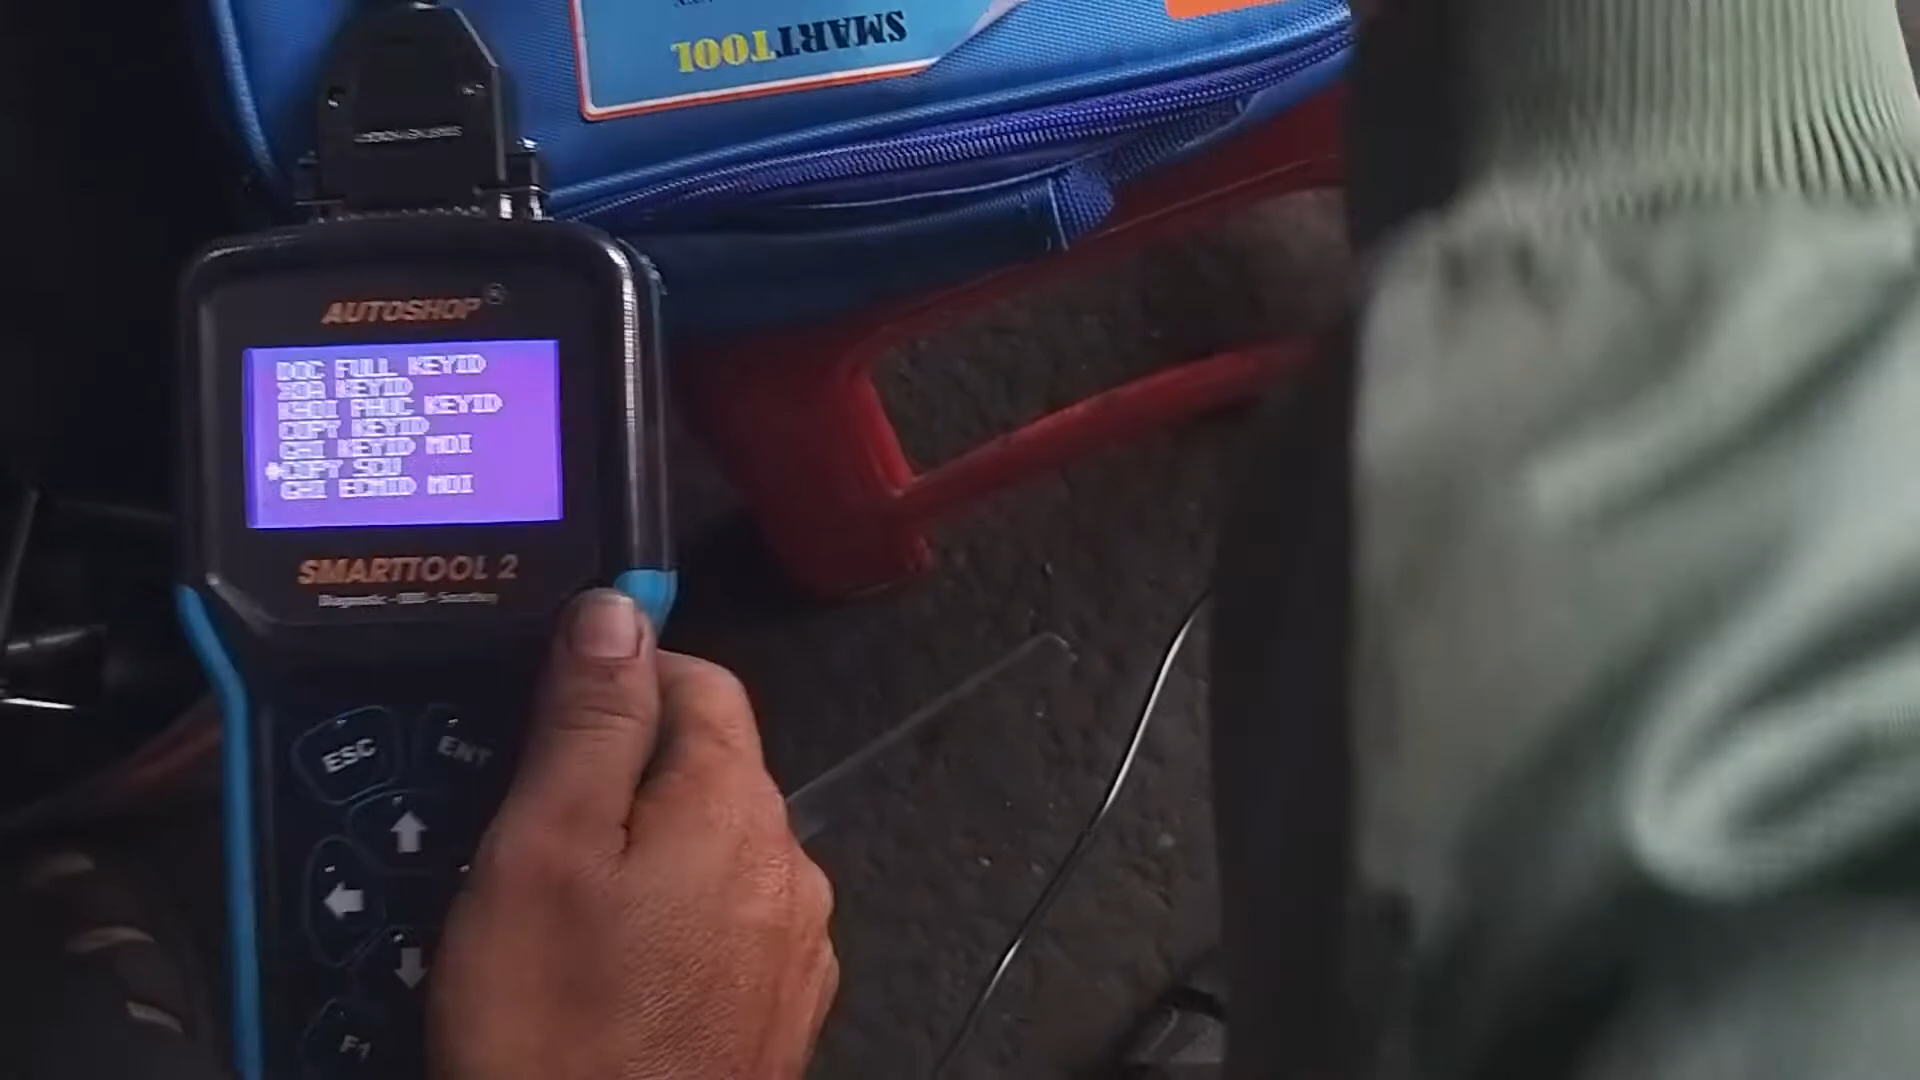 SMARTTOOL
AUTOSHOP
DOC FULL KEYID
XOA KEYID
KHOI PHUC KEYID
COPY KEYID
GHI KEYID MOI
COPY SCU
GHI ECMID MOI
SMARTTOOL 2
ESC
ENT
F1